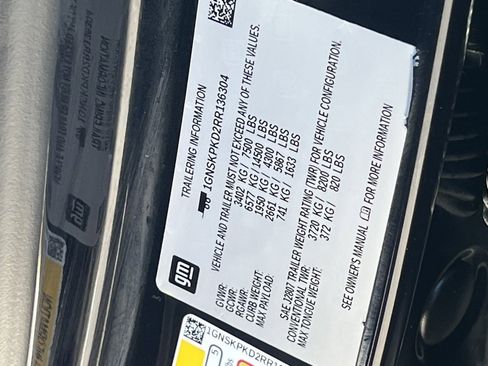 gm
TRAILERING INFORMATION
1GNSKPKD2RR136304
VEHICLE AND TRAILER MUST NOT EXCEED ANY OF THESE VALUES.
GVWR: 3402 KG / 7500 LBS
GCWR: 6577 KG / 14500 LBS
RGAWR: 1950 KG / 4300 LBS
CURB WEIGHT: 2661 KG / 5867 LBS
MAX PAYLOAD: 741 KG / 1633 LBS
SAE J2807 TRAILER WEIGHT RATING (TWR) FOR VEHICLE CONFIGURATION.
CONVENTIONAL TWR: 3720 KG / 8200 LBS
MAX TONGUE WEIGHT: 372 KG / 820 LBS
SEE OWNER'S MANUAL FOR MORE INFORMATION
1GNSKPKD2RR13
5